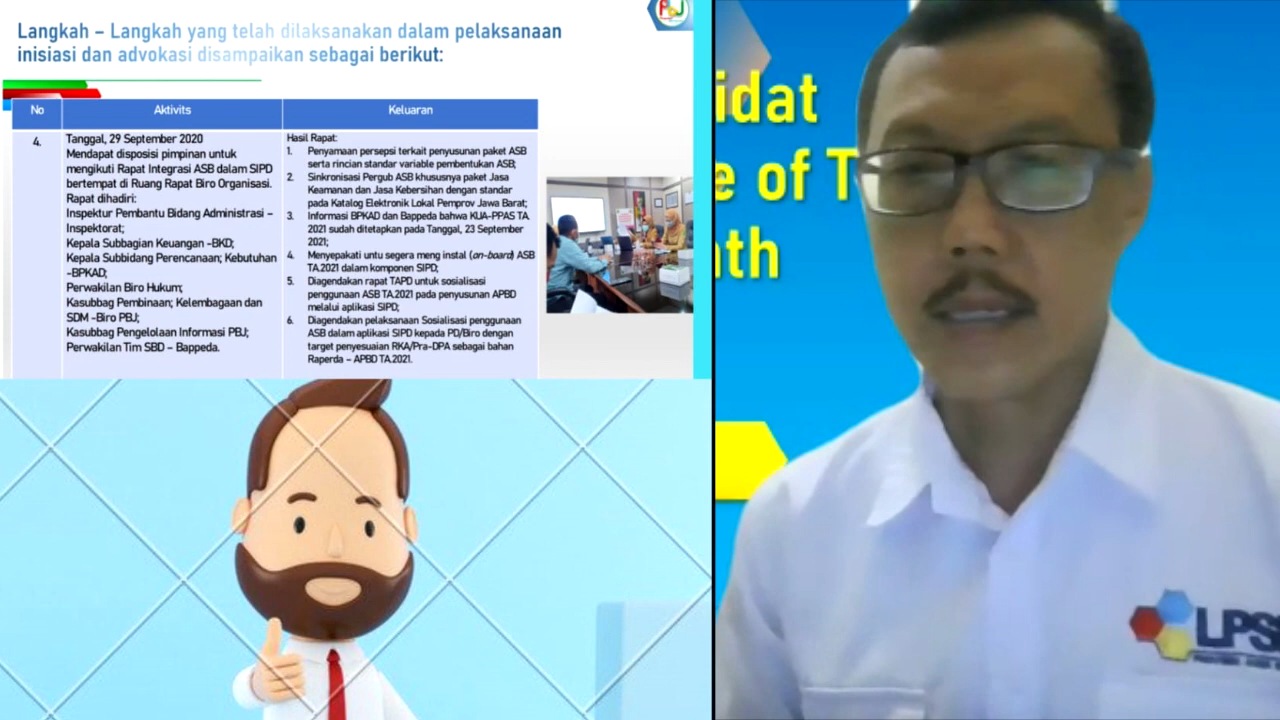 Langkah – Langkah yang telah dilaksanakan dalam pelaksanaan
inisiasi dan advokasi disampaikan sebagai berikut:
No
Aktivits
Keluaran
4.
Tanggal, 29 September 2020
Mendapat disposisi pimpinan untuk
mengikuti Rapat Integrasi ASB dalam SIPD
bertempat di Ruang Rapat Biro Organisasi.
Rapat dihadiri:
Inspektur Pembantu Bidang Administrasi –
Inspektorat;
Kepala Subbagian Keuangan -BKD;
Kepala Subbidang Perencanaan; Kebutuhan
-BPKAD;
Perwakilan Biro Hukum;
Kasubbag Pembinaan; Kelembagaan dan
SDM -Biro PBJ;
Kasubbag Pengelolaan Informasi PBJ;
Perwakilan Tim SBD – Bappeda.
Hasil Rapat:
1. Penyamaan persepsi terkait penyusunan paket ASB
serta rincian standar variable pembentukan ASB;
2. Sinkronisasi Pergub ASB khususnya paket Jasa
Keamanan dan Jasa Kebersihan dengan standar
pada Katalog Elektronik Lokal Pemprov Jawa Barat;
3. Informasi BPKAD dan Bappeda bahwa KUA-PPAS TA.
2021 sudah ditetapkan pada Tanggal, 23 September
2021;
4. Menyepakati untu segera meng instal (on-board) ASB
TA.2021 dalam komponen SIPD;
5. Diagendakan rapat TAPD untuk sosialisasi
penggunaan ASB TA.2021 pada penyusunan APBD
melalui aplikasi SIPD;
6. Diagendakan pelaksanaan Sosialisasi penggunaan
ASB dalam aplikasi SIPD kepada PD/Biro dengan
target penyesuaian RKA/Pra-DPA sebagai bahan
Raperda – APBD TA.2021.
idat
e of T
nth
LPS